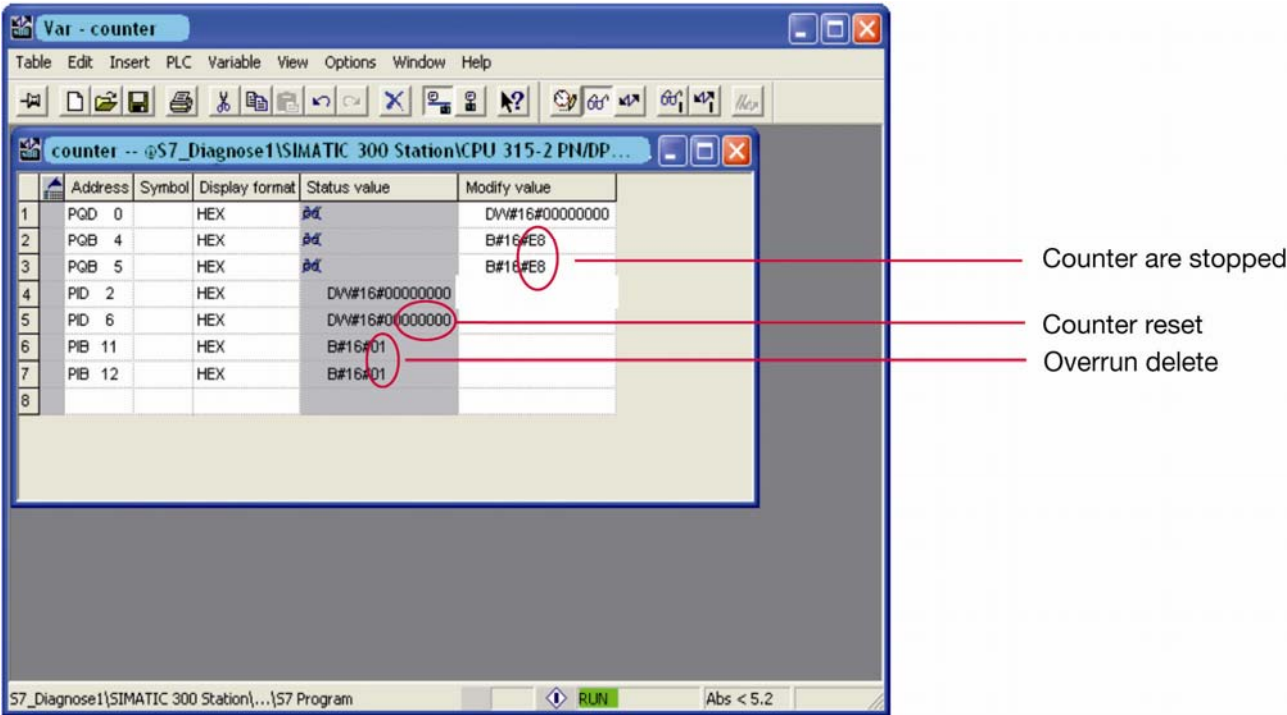 Var - counter
Table Edit Insert PLC Variable View Options Window Help
counter -- @S7_Diagnose1\SIMATIC 300 Station\CPU 315-2 PN/DP...
Address Symbol Display format Status value Modify value
1 PQD 0 HEX DW#16#00000000
2 PQB 4 HEX B#16#E8
3 PQB 5 HEX B#16#E8
4 PID 2 HEX DW#16#00000000
5 PID 6 HEX DW#16#00000000
6 PIB 11 HEX B#16#01
7 PIB 12 HEX B#16#01
8
Counter are stopped
Counter reset
Overrun delete
S7_Diagnose1\SIMATIC 300 Station\...\S7 Program RUN Abs < 5.2